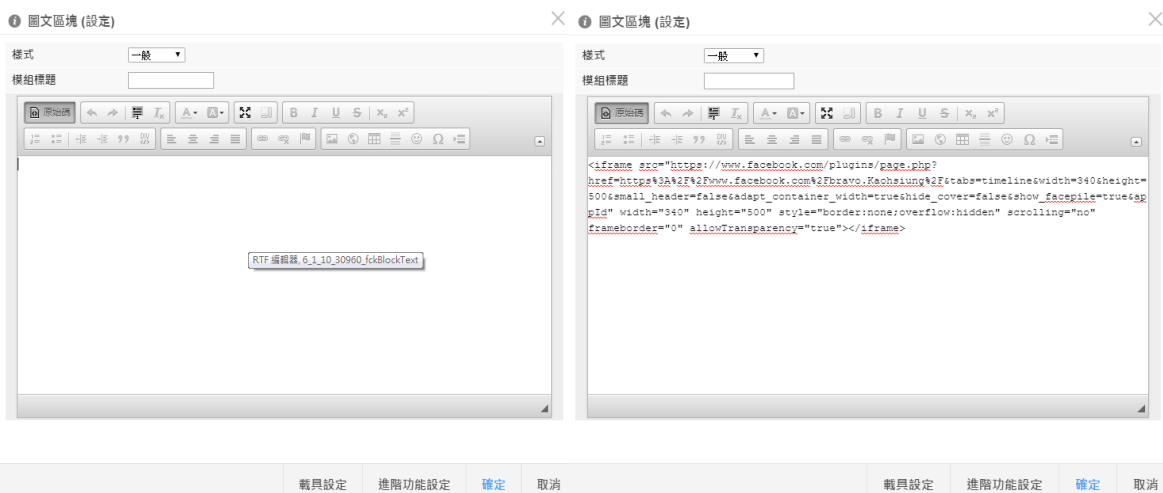 圖文區塊 (設定)
樣式
一般
模組標題
原始碼
RTF 編輯器, 6_1_10_30960_fckBlockText
載具設定
進階功能設定
確定
取消
圖文區塊 (設定)
樣式
一般
模組標題
原始碼
<iframe src="https://www.facebook.com/plugins/page.php?
href=https%3A%2F%2Fwww.facebook.com%2Fbravo.Kaohsiung%2F&tabs=timeline&width=340&height=
500&small_header=false&adapt_container_width=true&hide_cover=false&show_facepile=true&ap
pId" width="340" height="500" style="border:none;overflow:hidden" scrolling="no"
frameborder="0" allowTransparency="true"></iframe>
載具設定
進階功能設定
確定
取消